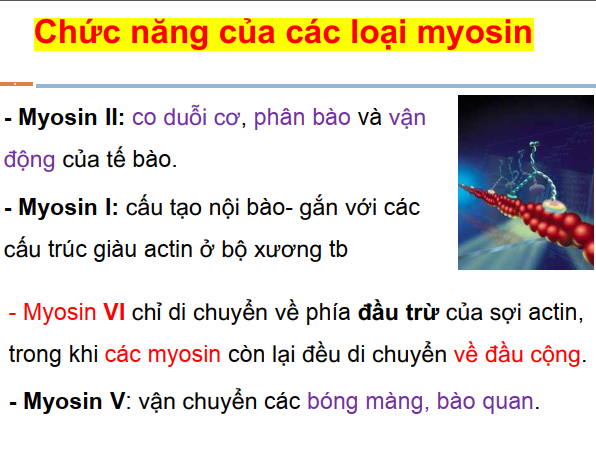 Chức năng của các loại myosin
- Myosin II: co duỗi cơ, phân bào và vận
động của tế bào.
- Myosin I: cấu tạo nội bào- gắn với các
cấu trúc giàu actin ở bộ xương tb
- Myosin VI chỉ di chuyển về phía đầu trừ của sợi actin,
trong khi các myosin còn lại đều di chuyển về đầu cộng.
- Myosin V: vận chuyển các bóng màng, bào quan.